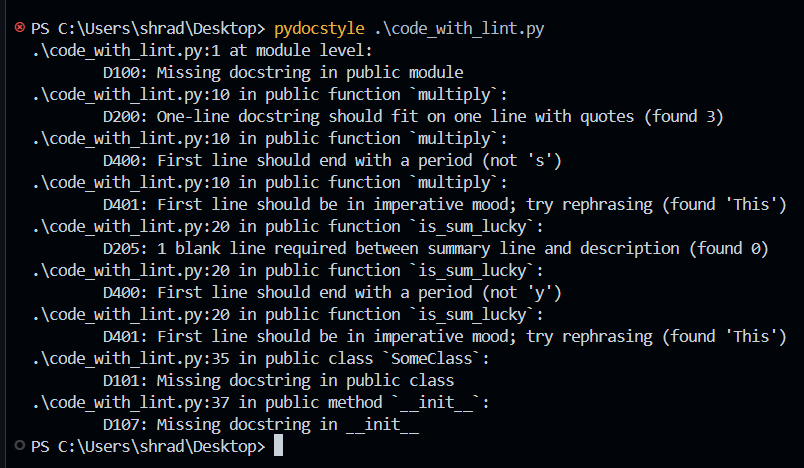 PS C:\Users\shrad\Desktop> pydocstyle .\code_with_lint.py
.\code_with_lint.py:1 at module level:
        D100: Missing docstring in public module
.\code_with_lint.py:10 in public function `multiply`:
        D200: One-line docstring should fit on one line with quotes (found 3)
.\code_with_lint.py:10 in public function `multiply`:
        D400: First line should end with a period (not 's')
.\code_with_lint.py:10 in public function `multiply`:
        D401: First line should be in imperative mood; try rephrasing (found 'This')
.\code_with_lint.py:20 in public function `is_sum_lucky`:
        D205: 1 blank line required between summary line and description (found 0)
.\code_with_lint.py:20 in public function `is_sum_lucky`:
        D400: First line should end with a period (not 'y')
.\code_with_lint.py:20 in public function `is_sum_lucky`:
        D401: First line should be in imperative mood; try rephrasing (found 'This')
.\code_with_lint.py:35 in public class `SomeClass`:
        D101: Missing docstring in public class
.\code_with_lint.py:37 in public method `__init__`:
        D107: Missing docstring in __init__
PS C:\Users\shrad\Desktop>